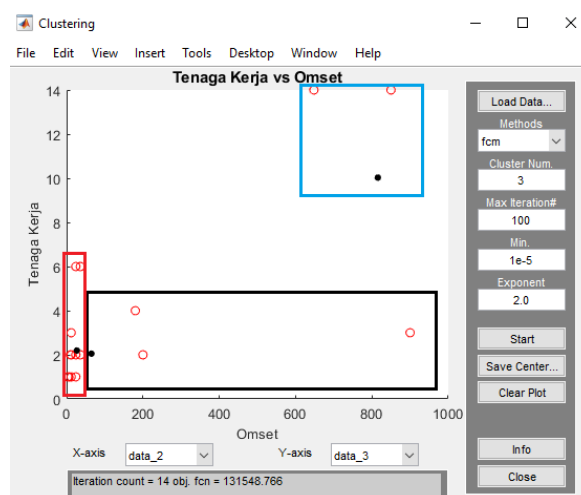 Clustering
File Edit View Insert Tools Desktop Window Help
Tenaga Kerja vs Omset
14
12
10
8
6
4
2
0
Tenaga Kerja
0 200 400 600 800 1000
Omset
X-axis data_2 Y-axis data_3
Iteration count = 14 obj. fcn = 131548.766
Load Data...
Methods
fcm
Cluster Num.
3
Max Iteration#
100
Min.
1e-5
Exponent
2.0
Start
Save Center...
Clear Plot
Info
Close